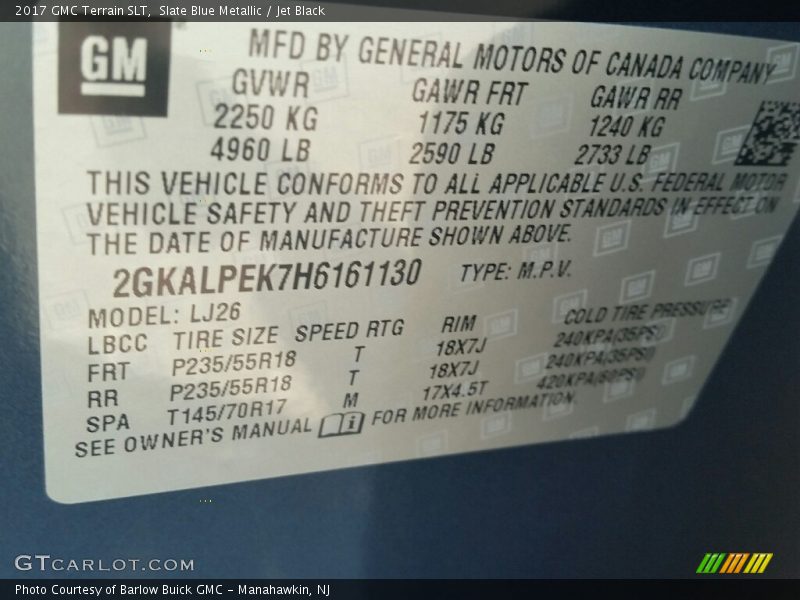 2017 GMC Terrain SLT, Slate Blue Metallic / Jet Black
GM
MFD BY GENERAL MOTORS OF CANADA COMPANY
GVWR GAWR FRT GAWR RR
2250 KG 1175 KG 1240 KG
4960 LB 2590 LB 2733 LB
THIS VEHICLE CONFORMS TO ALL APPLICABLE U.S. FEDERAL MOTOR
VEHICLE SAFETY AND THEFT PREVENTION STANDARDS IN EFFECT ON
THE DATE OF MANUFACTURE SHOWN ABOVE.
2GKALPEK7H6161130 TYPE: M.P.V.
MODEL: LJ26
LBCC TIRE SIZE SPEED RTG RIM COLD TIRE PRESSURE
FRT P235/55R18 T 18X7J 240KPA(35PSI)
RR P235/55R18 T 18X7J 240KPA(35PSI)
SPA T145/70R17 M 17X4.5T 420KPA(60PSI)
SEE OWNER'S MANUAL FOR MORE INFORMATION.
GTCARLOT.COM
Photo Courtesy of Barlow Buick GMC - Manahawkin, NJ